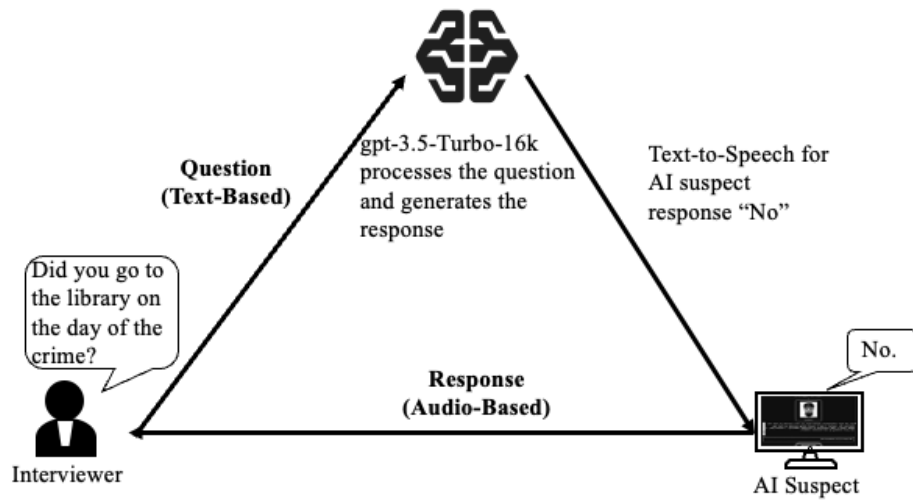 gpt-3.5-Turbo-16k
processes the question
and generates the
response
Question
(Text-Based)
Text-to-Speech for
AI suspect
response “No”
Did you go to
the library on
the day of the
crime?
No.
Response
(Audio-Based)
Interviewer
AI Suspect